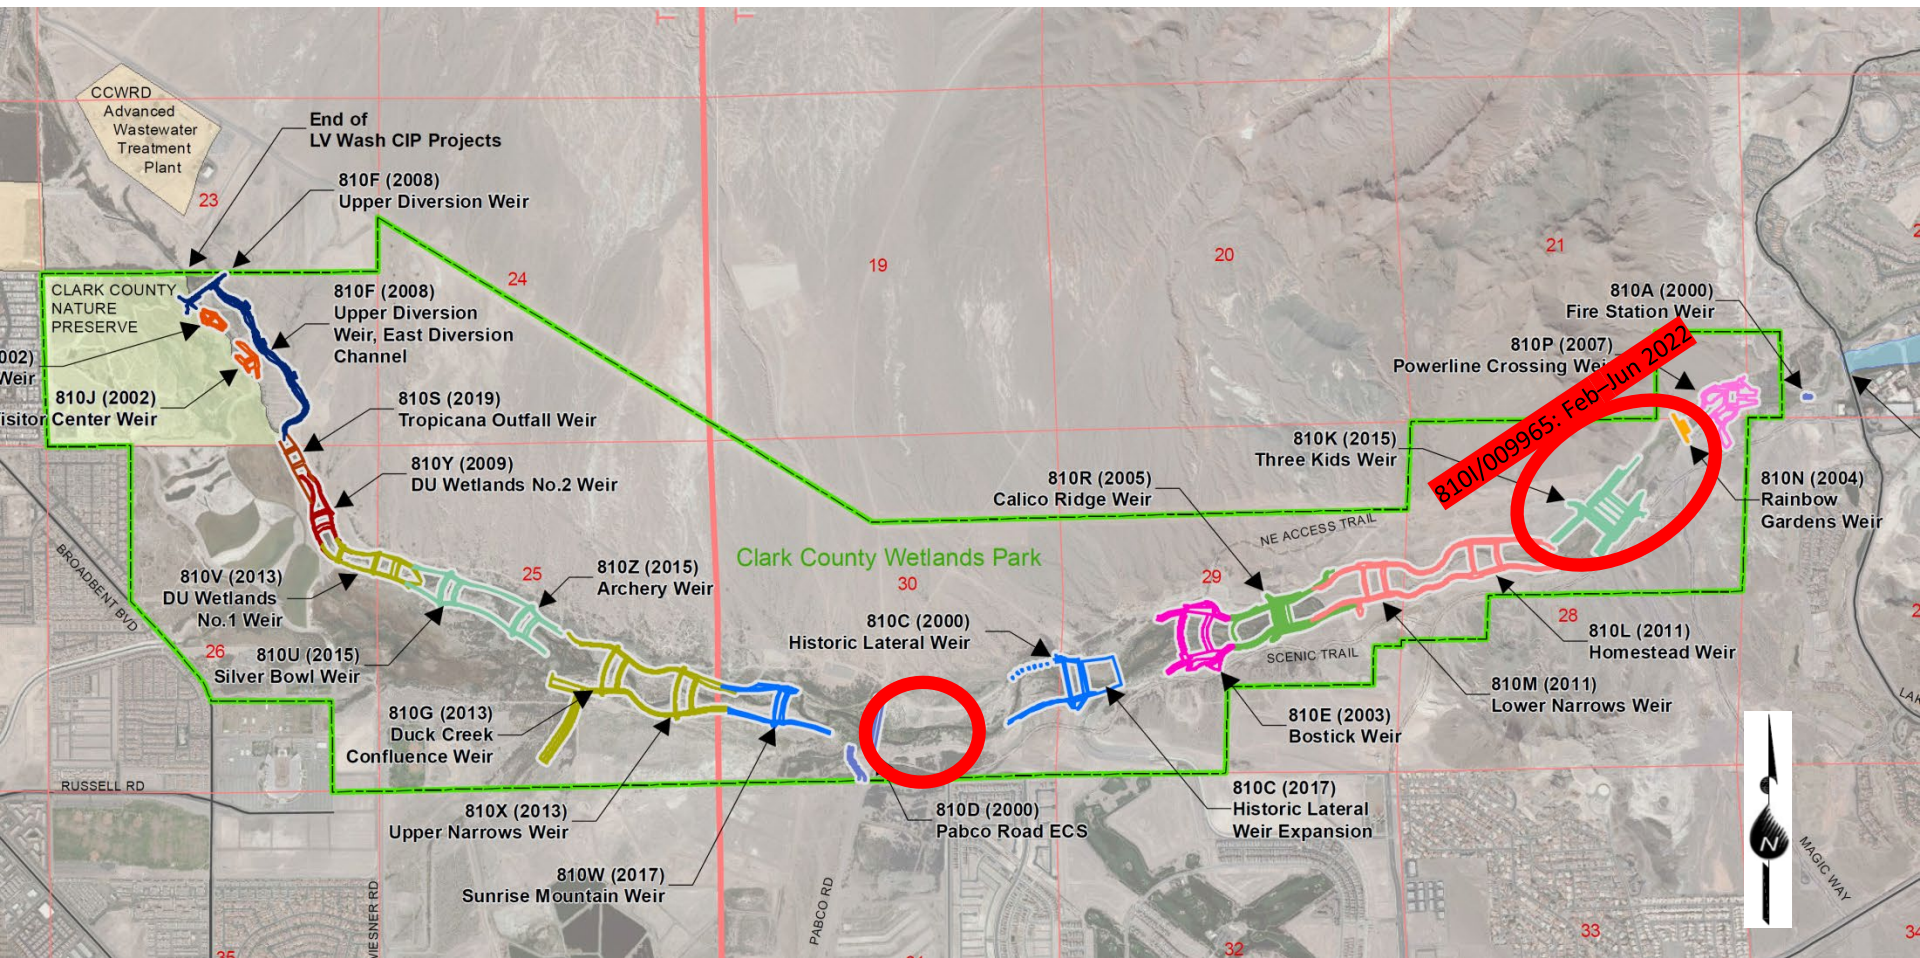 CCWRD
Advanced
Wastewater
Treatment
Plant
End of
LV Wash CIP Projects
23
810F (2008)
Upper Diversion Weir
24
19
20
21
CLARK COUNTY
NATURE
PRESERVE
810F (2008)
Upper Diversion
Weir, East Diversion
Channel
810A (2000)
Fire Station Weir
810P (2007)
Powerline Crossing Weir
810I/009965: Feb–Jun 2022
002)
Weir
810J (2002)
isitor Center Weir
810S (2019)
Tropicana Outfall Weir
810K (2015)
Three Kids Weir
810Y (2009)
DU Wetlands No.2 Weir
810R (2005)
Calico Ridge Weir
810N (2004)
Rainbow
Gardens Weir
NE ACCESS TRAIL
BROADBENT BLVD
Clark County Wetlands Park
810V (2013)
DU Wetlands
No.1 Weir
25
810Z (2015)
Archery Weir
30
29
28
2
2
810C (2000)
Historic Lateral Weir
26
810U (2015)
Silver Bowl Weir
SCENIC TRAIL
810L (2011)
Homestead Weir
810M (2011)
Lower Narrows Weir
LAK
810G (2013)
Duck Creek
Confluence Weir
810E (2003)
Bostick Weir
RUSSELL RD
810X (2013)
Upper Narrows Weir
810D (2000)
Pabco Road ECS
810C (2017)
Historic Lateral
Weir Expansion
810W (2017)
Sunrise Mountain Weir
N
MAGIC WAY
WESNER RD
PABCO RD
35
32
33
34